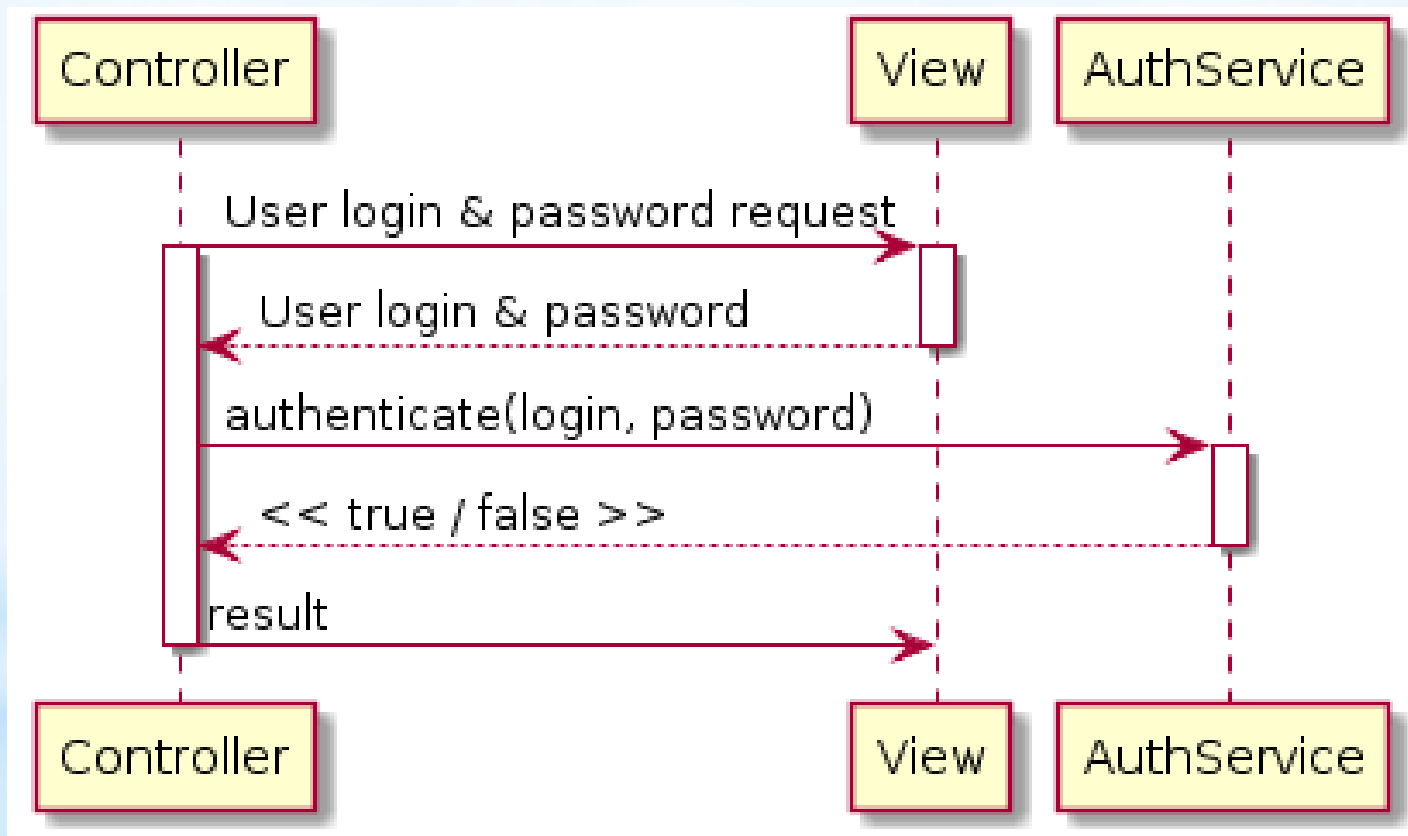 Controller
View
AuthService
User login & password request
User login & password
authenticate(login, password)
<< true / false >>
result
Controller
View
AuthService